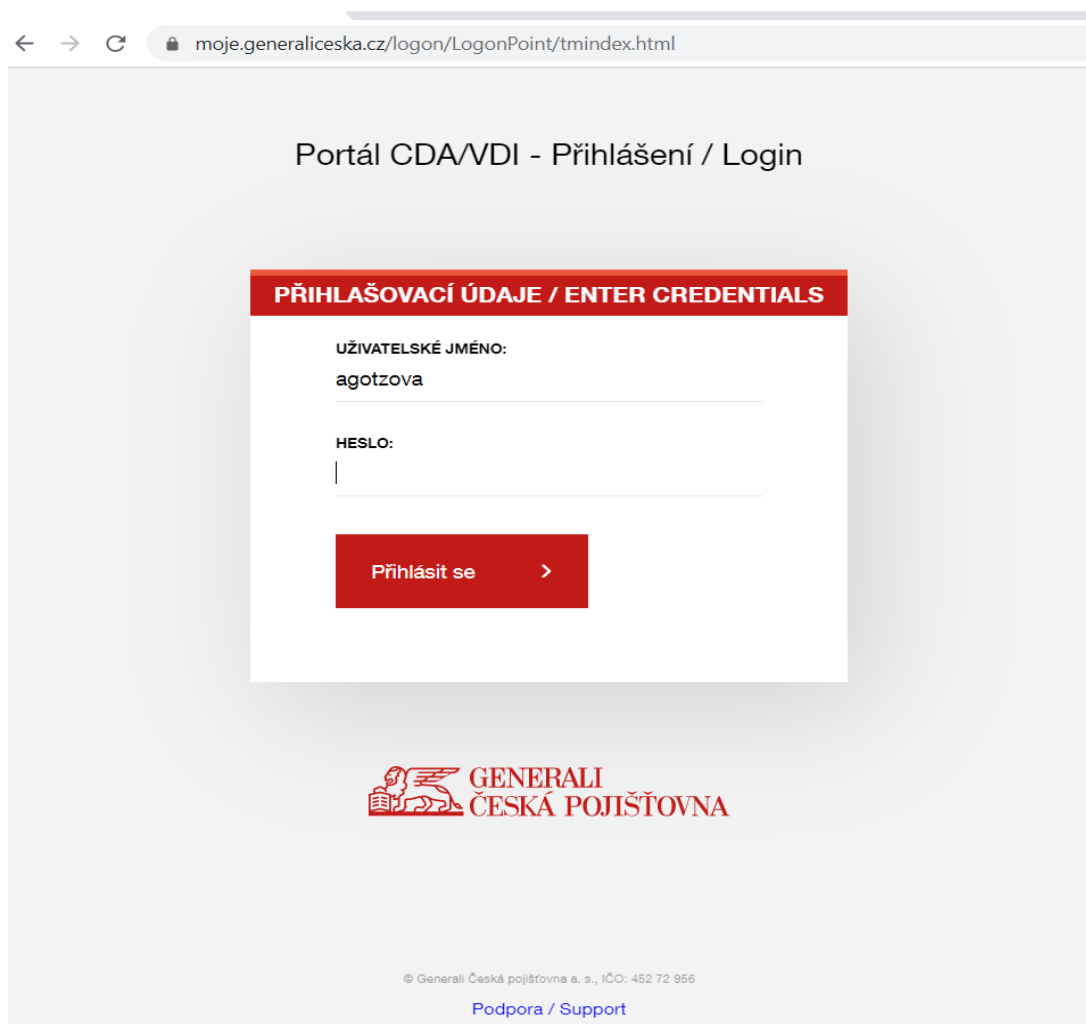 moje.generaliceska.cz/logon/LogonPoint/tmindex.html
Portál CDA/VDI - Přihlášení / Login
PŘIHLAŠOVACÍ ÚDAJE / ENTER CREDENTIALS
UŽIVATELSKÉ JMÉNO:
agotzova
HESLO:
Přihlásit se
GENERALI
ČESKÁ POJIŠŤOVNA
© Generali Česká pojišťovna a. s., IČO: 452 72 956
Podpora / Support